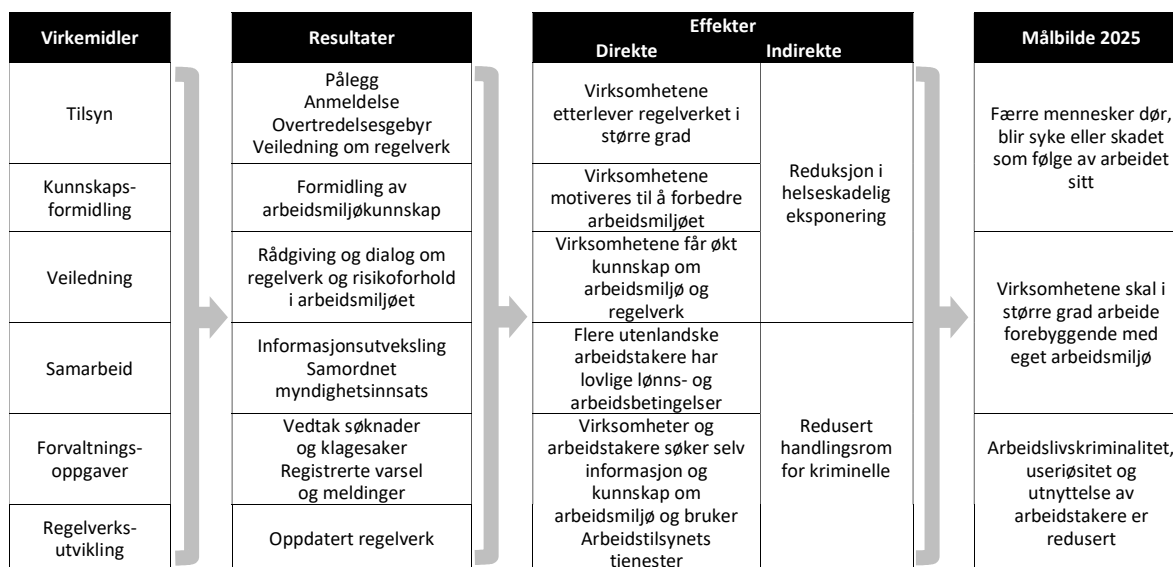 Virkemidler
Tilsyn
Kunnskaps-
formidling
Veiledning
Samarbeid
Forvaltnings-
oppgaver
Regelverks-
utvikling
Resultater
Pålegg
Anmeldelse
Overtredelsesgebyr
Veiledning om regelverk
Formidling av
arbeidsmiljøkunnskap
Rådgiving og dialog om
regelverk og risikoforhold
i arbeidsmiljøet
Informasjonsutveksling
Samordnet
myndighetsinnsats
Vedtak søknader
og klagesaker
Registrerte varsel
og meldinger
Oppdatert regelverk
Effekter
Direkte
Virksomhetene
etterlever regelverket i
større grad
Virksomhetene
motiveres til å forbedre
arbeidsmiljøet
Virksomhetene får økt
kunnskap om
arbeidsmiljø og
regelverk
Flere utenlandske
arbeidstakere har
lovlige lønns- og
arbeidsbetingelser
Virksomheter og
arbeidstakere søker selv
informasjon og
kunnskap om
arbeidsmiljø og bruker
Arbeidstilsynets
tjenester
Indirekte
Reduksjon i
helseskadelig
eksponering
Redusert
handlingsrom
for kriminelle
Målbilde 2025
Færre mennesker dør,
blir syke eller skadet
som følge av arbeidet
sitt
Virksomhetene skal i
større grad arbeide
forebyggende med
eget arbeidsmiljø
Arbeidslivskriminalitet,
useriøsitet og
utnyttelse av
arbeidstakere er
redusert